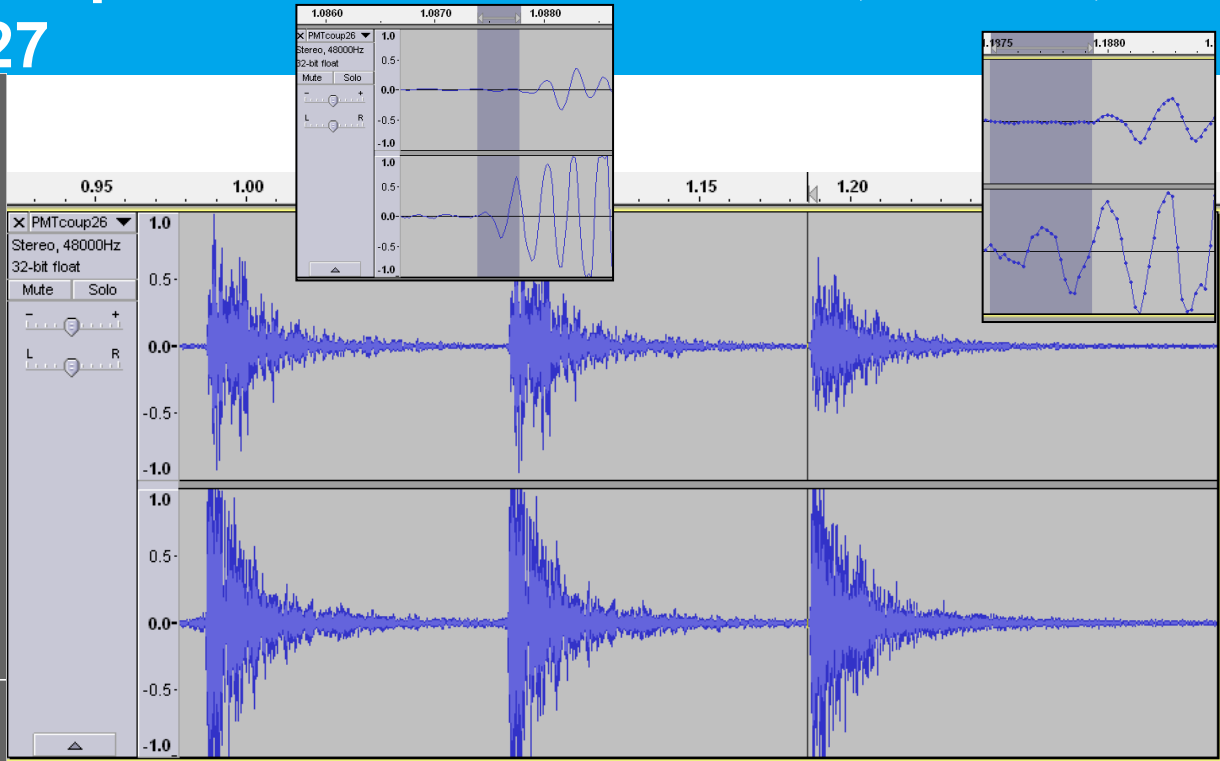 27
1.0860 1.0870 1.0880
X PMTcoup26
Stereo, 48000Hz
32-bit float
Mute Solo
- +
L R
1.0
0.5-
0.0-
-0.5-
-1.0
1.0
0.5-
0.0-
-0.5-
-1.0
1.1975 1.1880 1.
0.95 1.00 1.15 1.20
X PMTcoup26
Stereo, 48000Hz
32-bit float
Mute Solo
- +
L R
1.0
0.5-
0.0-
-0.5-
-1.0
1.0
0.5-
0.0-
-0.5-
-1.0